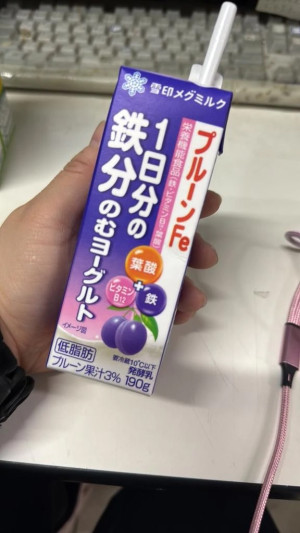 雪印メグミルク
プルーンFe
栄養機能食品(鉄・ビタミンB12・葉酸)
1日分の
鉄分のむヨーグルト
葉酸
+
ビタミン
B12
鉄
イメージ図
低脂肪
要冷蔵10℃以下
発酵乳
プルーン果汁3% 190g